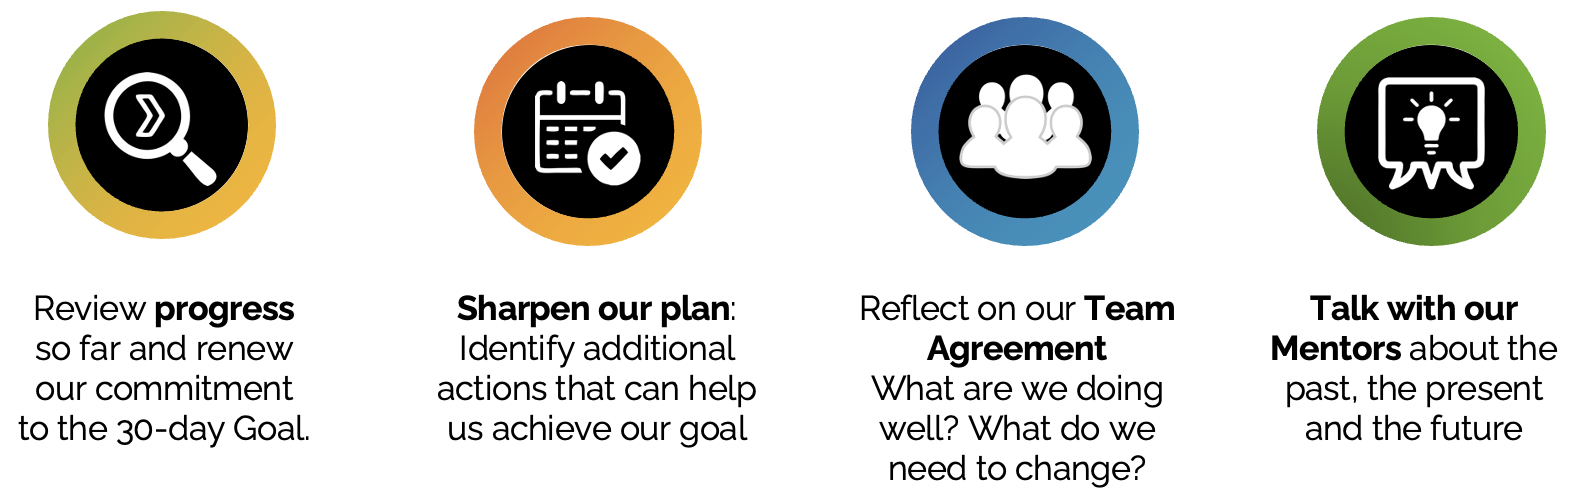 Review progress
so far and renew
our commitment
to the 30-day Goal.
Sharpen our plan:
Identify additional
actions that can help
us achieve our goal
Reflect on our Team
Agreement
What are we doing
well? What do we
need to change?
Talk with our
Mentors about the
past, the present
and the future